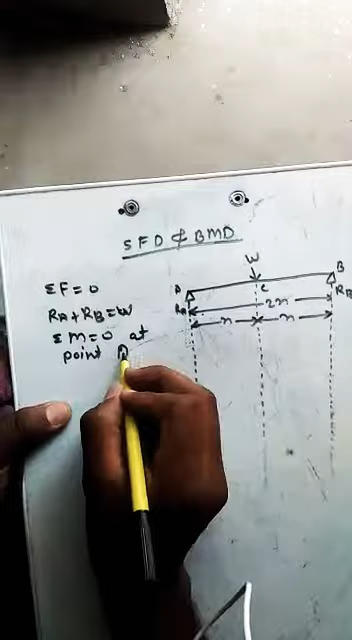 SFD & BMD
ΣF=0
RA+RB=W
ΣM=0 at
point A
W
A
B
C
RA
RB
2m
m
m